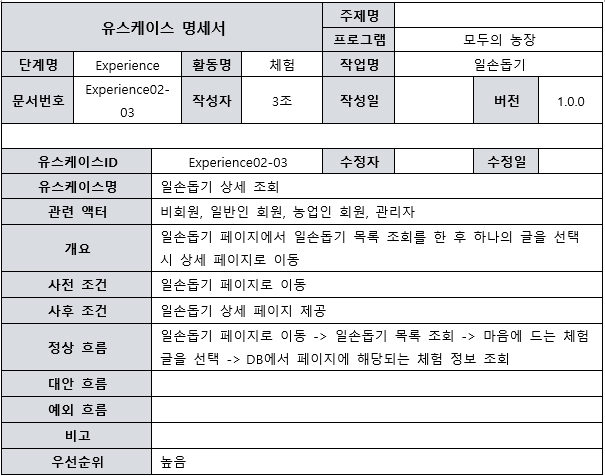 유스케이스 명세서
주제명
프로그램 모두의 농장
단계명 Experience 활동명 체험 작업명 일손돕기
문서번호 Experience02-
03 작성자 3조 작성일 버전 1.0.0
유스케이스ID Experience02-03 수정자 수정일
유스케이스명 일손돕기 상세 조회
관련 액터 비회원, 일반인 회원, 농업인 회원, 관리자
개요 일손돕기 페이지에서 일손돕기 목록 조회를 한 후 하나의 글을 선택
시 상세 페이지로 이동
사전 조건 일손돕기 페이지로 이동
사후 조건 일손돕기 상세 페이지 제공
정상 흐름 일손돕기 페이지로 이동 -> 일손돕기 목록 조회 -> 마음에 드는 체험
글을 선택 -> DB에서 페이지에 해당되는 체험 정보 조회
대안 흐름
예외 흐름
비고
우선순위 높음